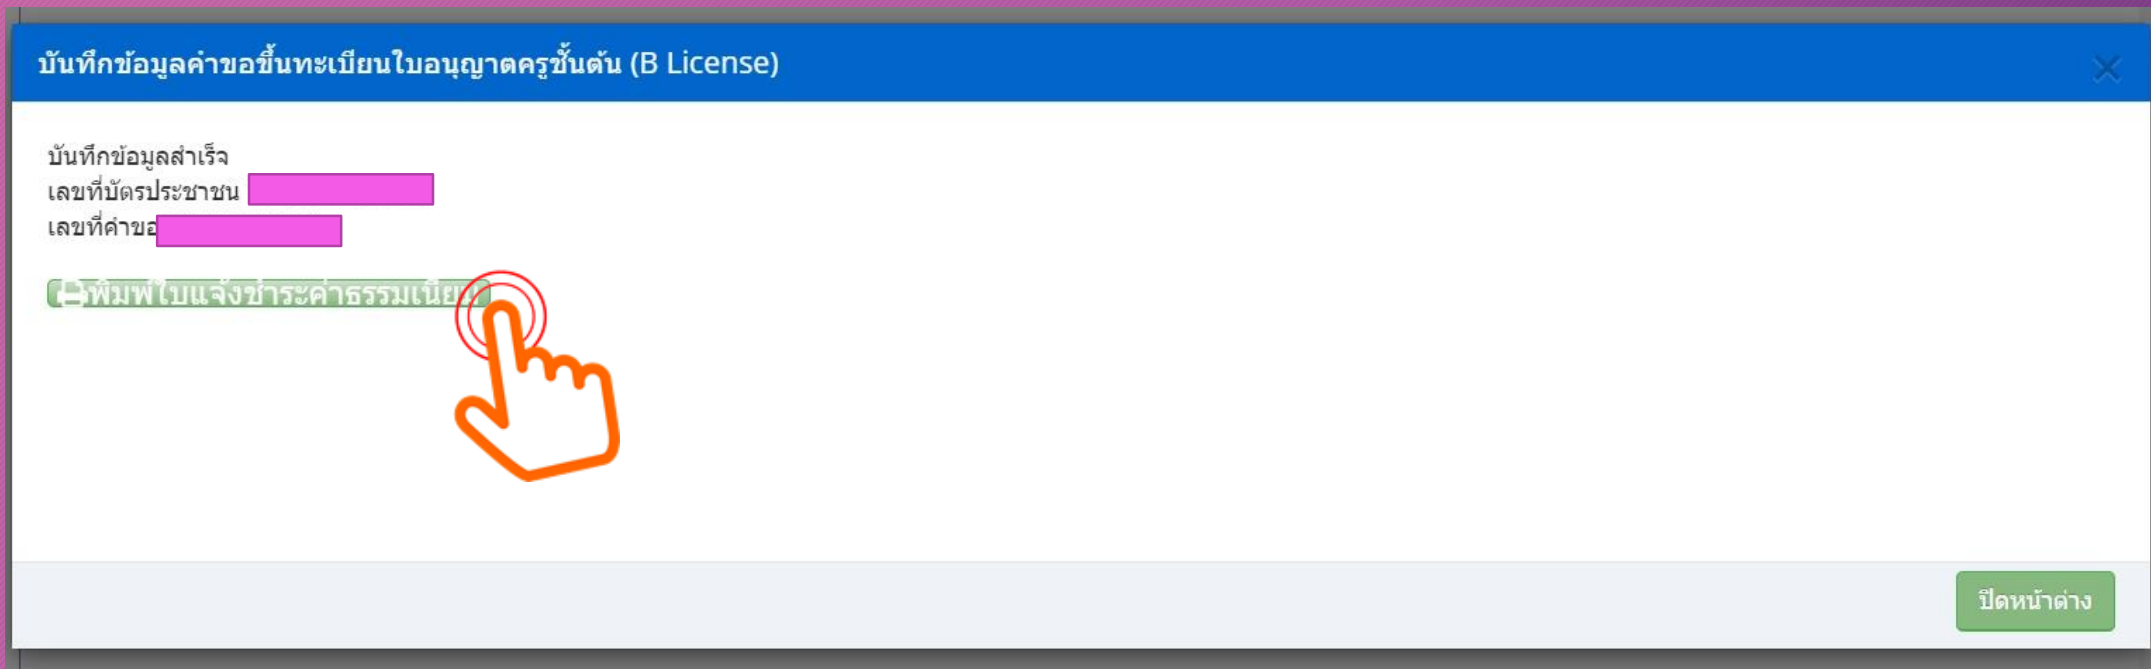 บันทึกข้อมูลคำขอขึ้นทะเบียนใบอนุญาตครูชั้นต้น (B License)
บันทึกข้อมูลสำเร็จ
เลขที่บัตรประชาชน
เลขที่คำขอ
พิมพ์ใบแจ้งชำระค่าธรรมเนียม
ปิดหน้าต่าง